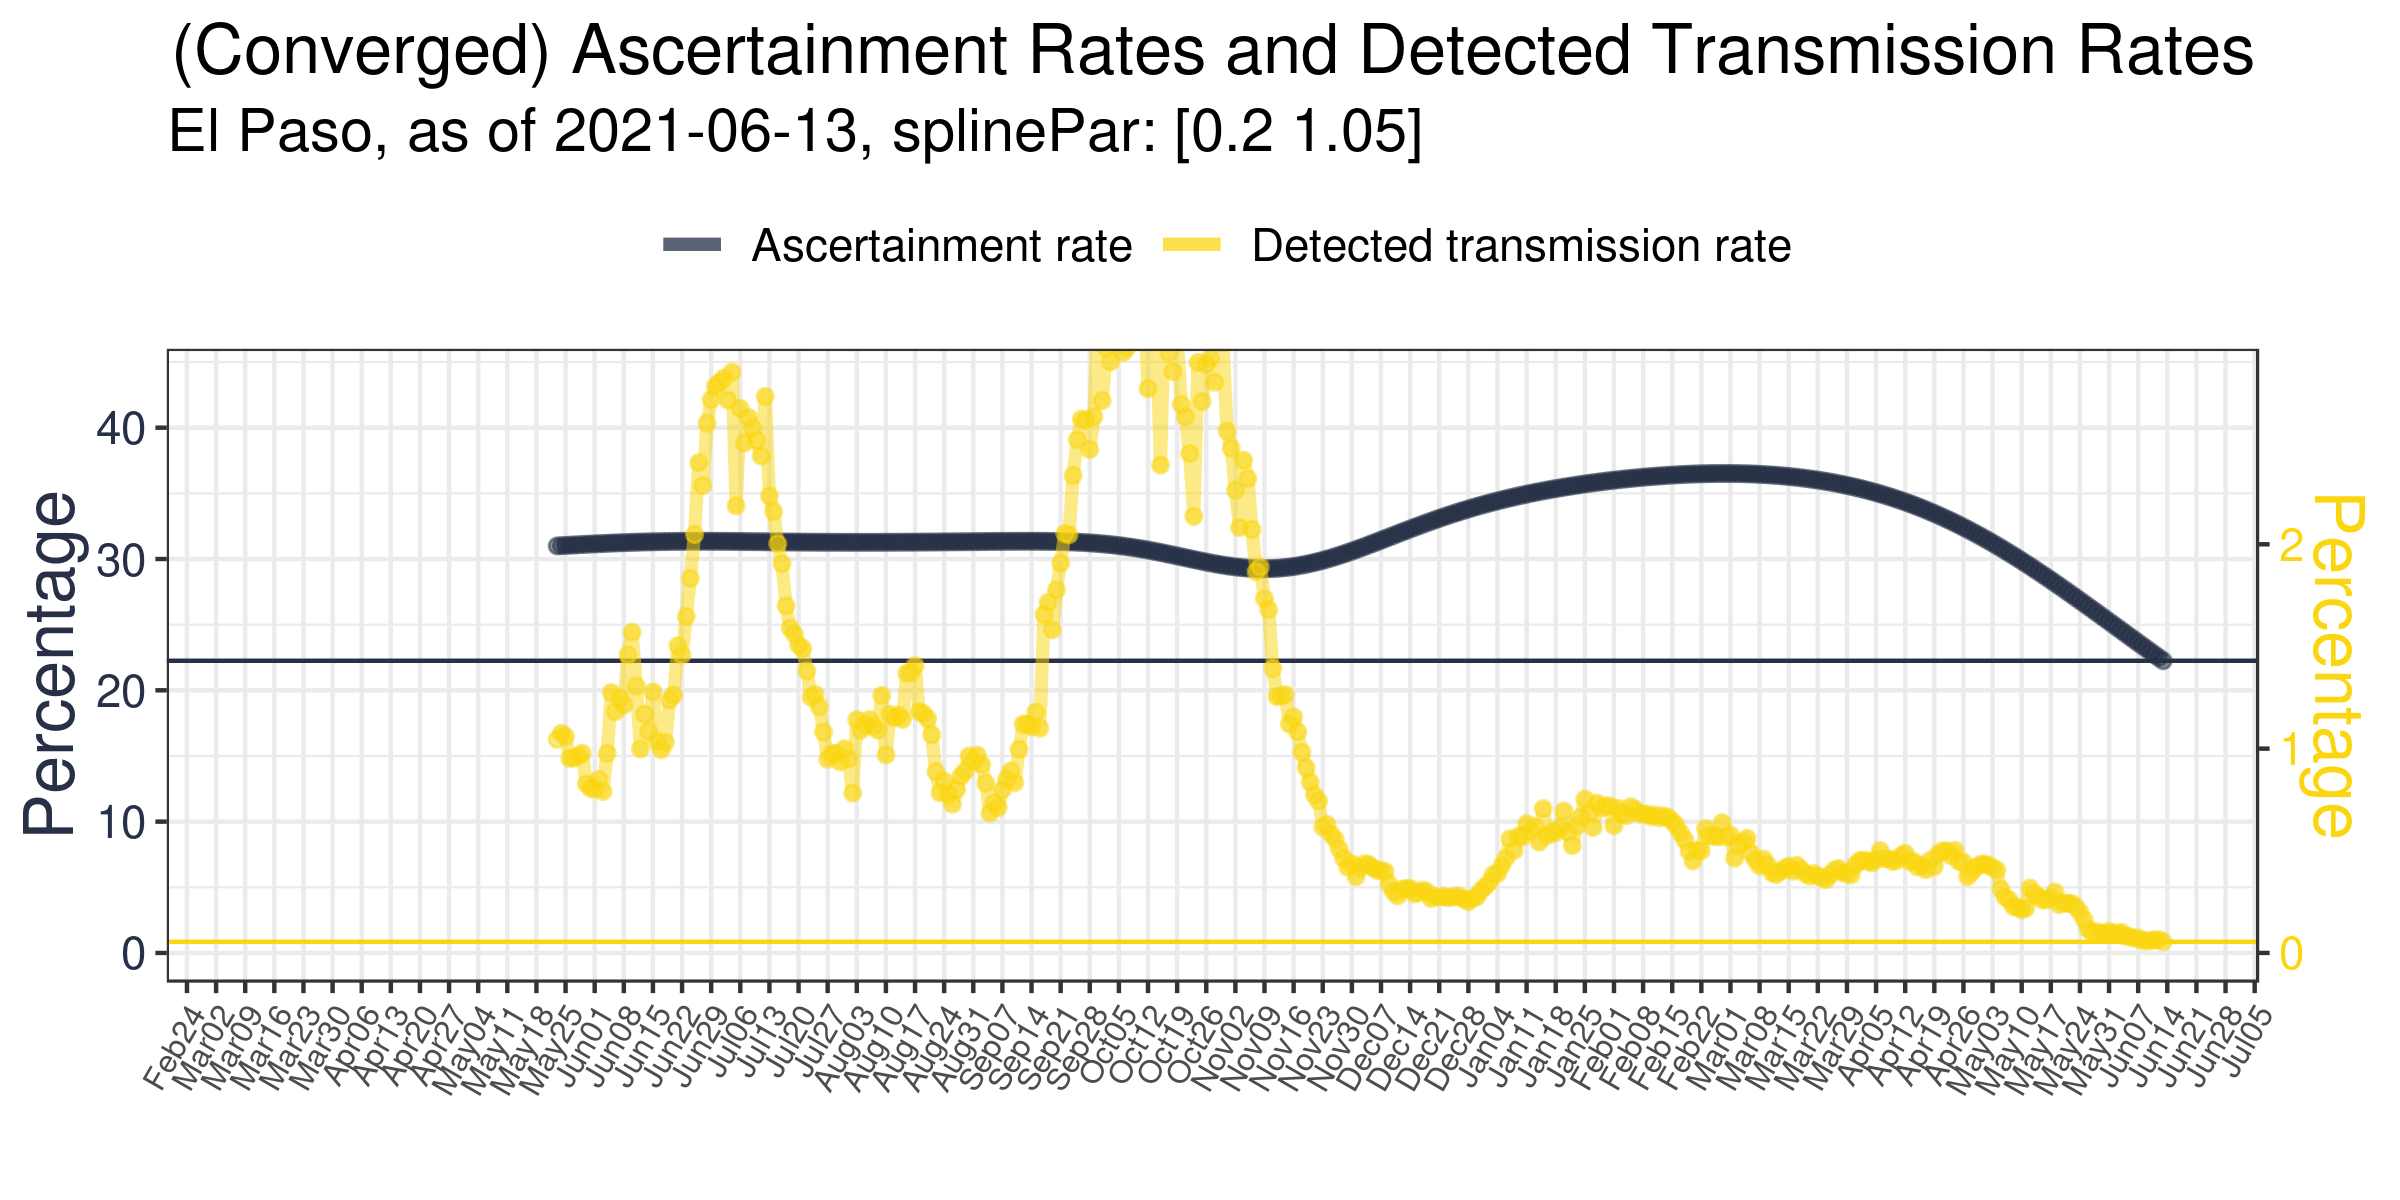 (Converged) Ascertainment Rates and Detected Transmission Rates
El Paso, as of 2021-06-13, splinePar: [0.2 1.05]
Ascertainment rate
Detected transmission rate
Percentage
40
30
20
10
0
2
1
0
Percentage
Feb24
Mar02
Mar09
Mar16
Mar23
Mar30
Apr06
Apr13
Apr20
Apr27
May04
May11
May18
May25
Jun01
Jun08
Jun15
Jun22
Jun29
Jul06
Jul13
Jul20
Jul27
Aug03
Aug10
Aug17
Aug24
Aug31
Sep07
Sep14
Sep21
Sep28
Oct05
Oct12
Oct19
Oct26
Nov02
Nov09
Nov16
Nov23
Nov30
Dec07
Dec14
Dec21
Dec28
Jan04
Jan11
Jan18
Jan25
Feb01
Feb08
Feb15
Feb22
Mar01
Mar08
Mar15
Mar22
Mar29
Apr05
Apr12
Apr19
Apr26
May03
May10
May17
May24
May31
Jun07
Jun14
Jun21
Jun28
Jul05